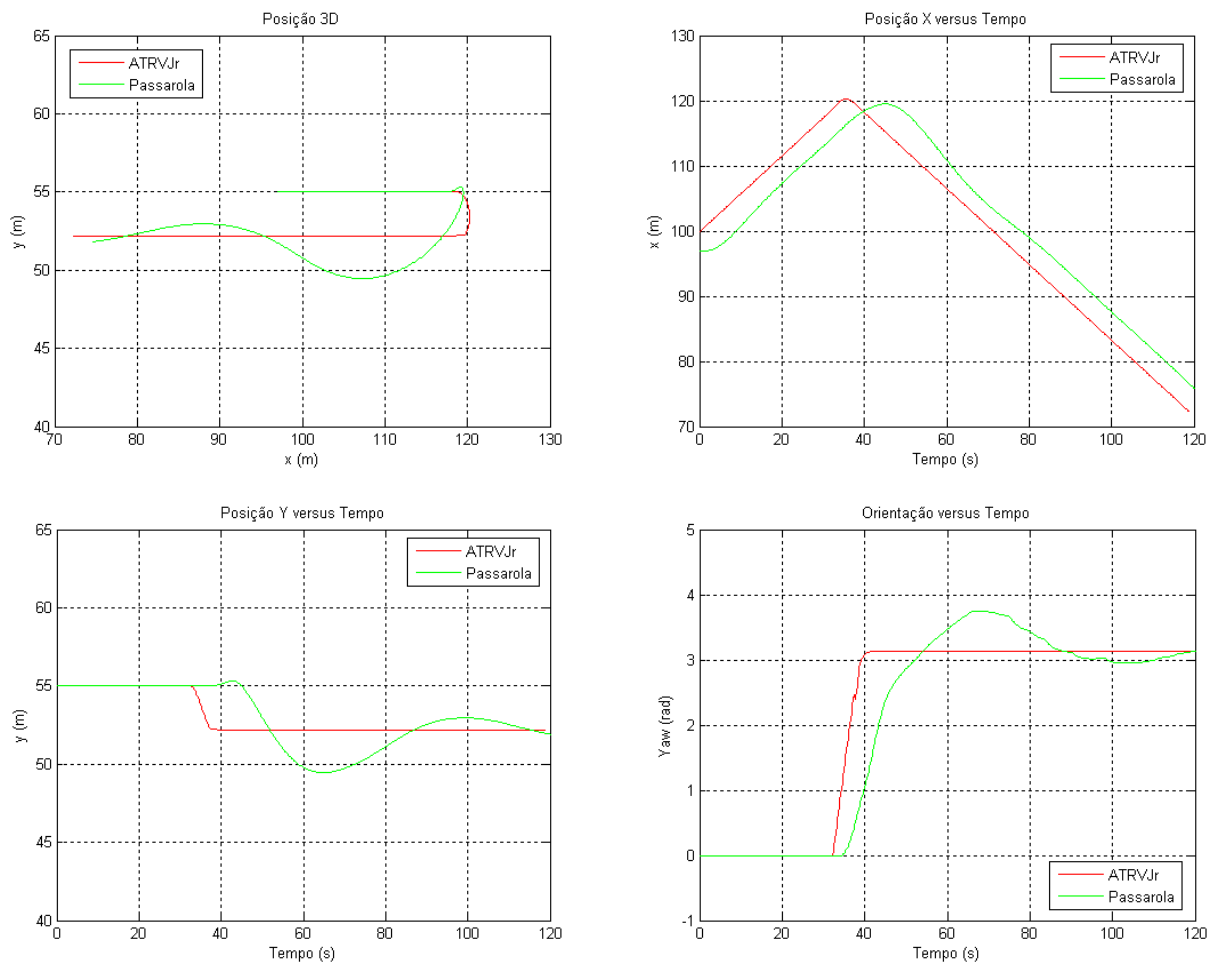 Posição 3D
65
60
55
50
45
40
y (m)
ATRVJr
Passarola
70 80 90 100 110 120 130
x (m)
Posição X versus Tempo
130
120
110
100
90
80
70
x (m)
ATRVJr
Passarola
0 20 40 60 80 100 120
Tempo (s)
Posição Y versus Tempo
65
60
55
50
45
40
y (m)
ATRVJr
Passarola
0 20 40 60 80 100 120
Tempo (s)
Orientação versus Tempo
5
4
3
2
1
0
-1
Yaw (rad)
ATRVJr
Passarola
0 20 40 60 80 100 120
Tempo (s)